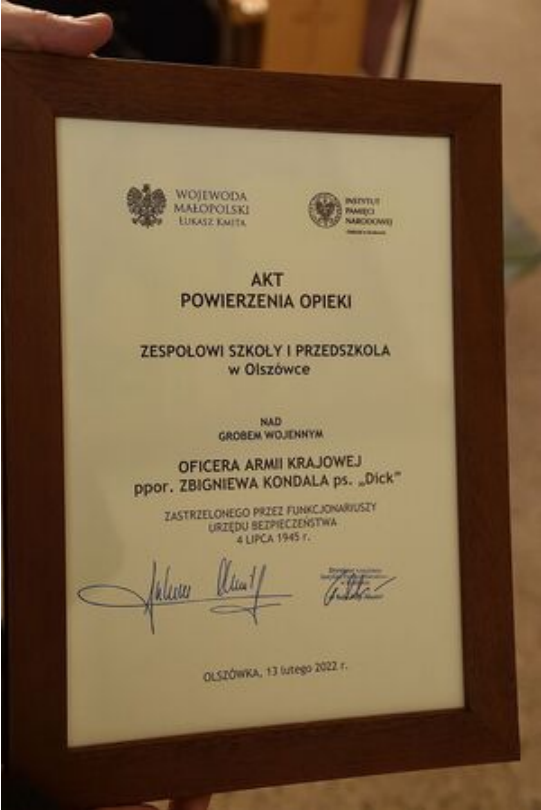 WOJEWODA
MAŁOPOLSKI
ŁUKASZ KMITA
INSTYTUT
PAMIĘCI
NARODOWEJ
AKT
POWIERZENIA OPIEKI
ZESPOŁOWI SZKOŁY I PRZEDSZKOLA
w Olszówce
NAD
GROBEM WOJENNYM
OFICERA ARMII KRAJOWEJ
ppor. ZBIGNIEWA KONDALA ps. „Dick”
ZASTRZELONEGO PRZEZ FUNKCJONARIUSZY
URZĘDU BEZPIECZEŃSTWA
4 LIPCA 1945 r.
OLSZÓWKA, 13 lutego 2022 r.